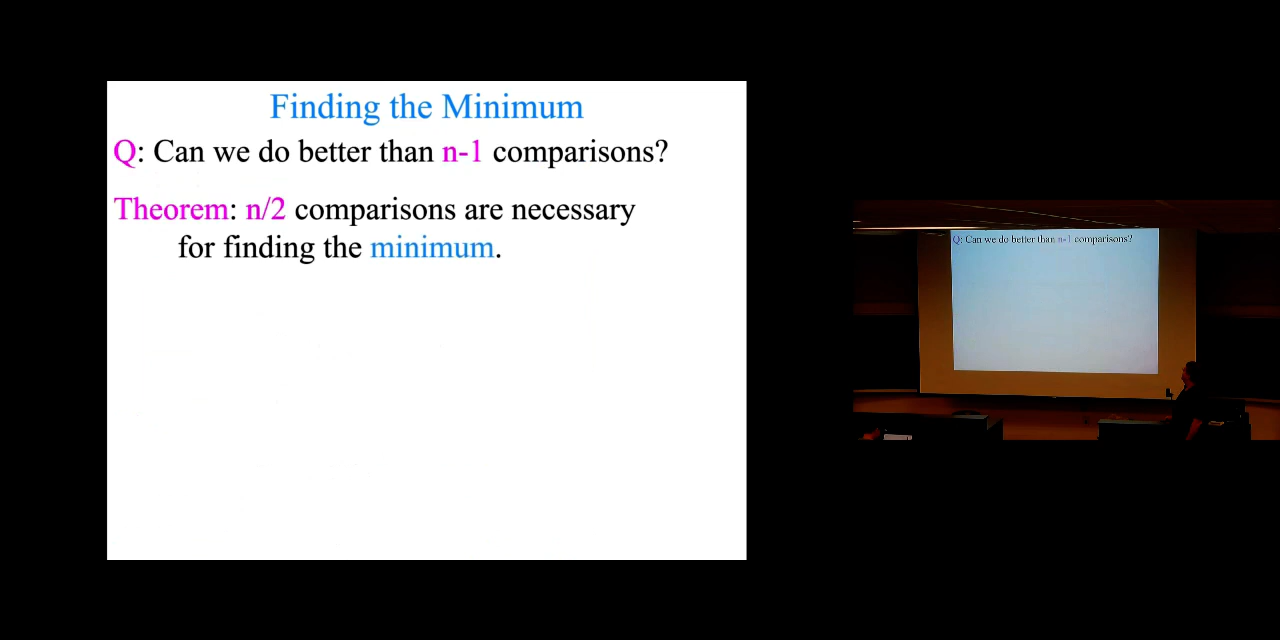 Finding the Minimum
Q: Can we do better than n-1 comparisons?
Theorem: n/2 comparisons are necessary
for finding the minimum.
Q: Can we do better than n-1 comparisons?